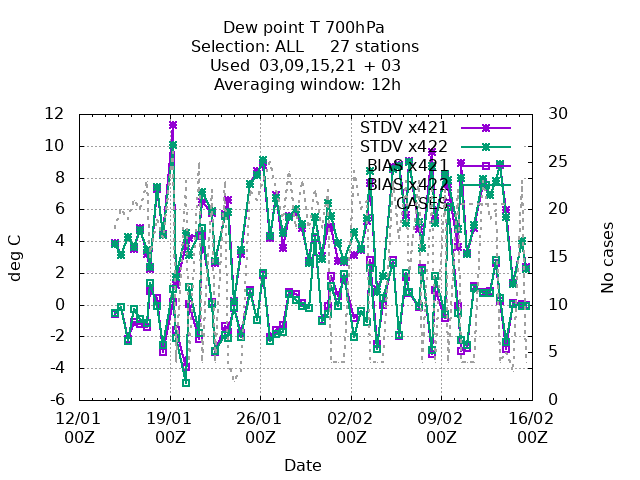 Dew point T 700hPa
Selection: ALL 27 stations
Used 03,09,15,21 + 03
Averaging window: 12h
12
10
8
6
4
2
0
-2
-4
-6
deg C
30
25
20
15
10
5
0
No cases
STDV x421
STDV x422
BIAS x421
BIAS x422
CASES
12/01 19/01 26/01 02/02 09/02 16/02
00Z 00Z 00Z 00Z 00Z 00Z
Date